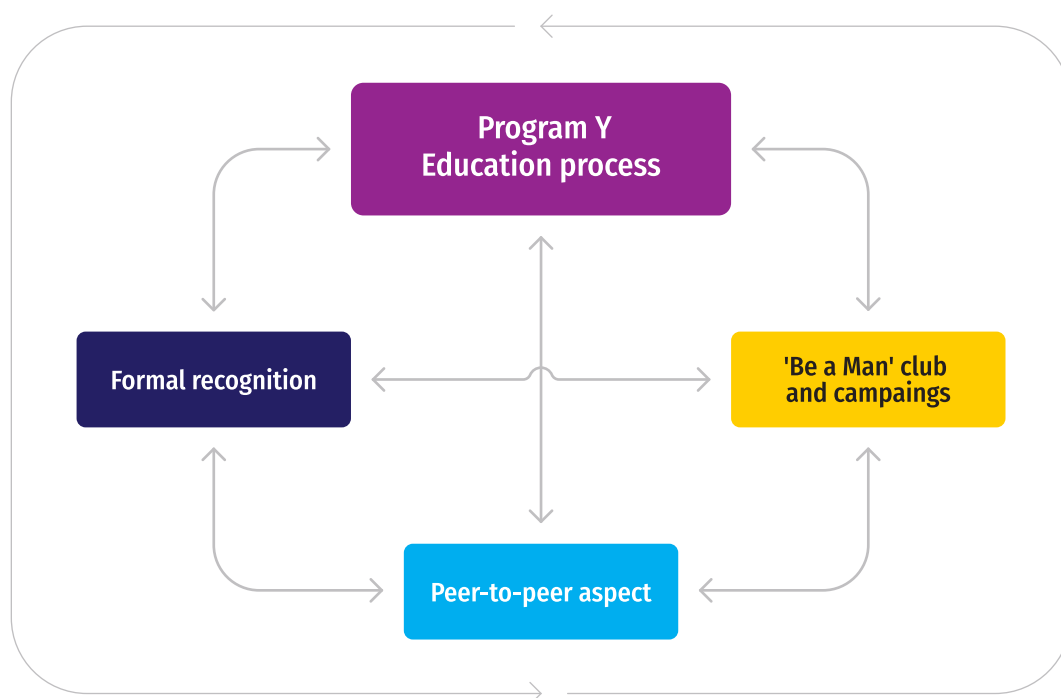 Program Y
Education process
Formal recognition
'Be a Man' club
and campaings
Peer-to-peer aspect